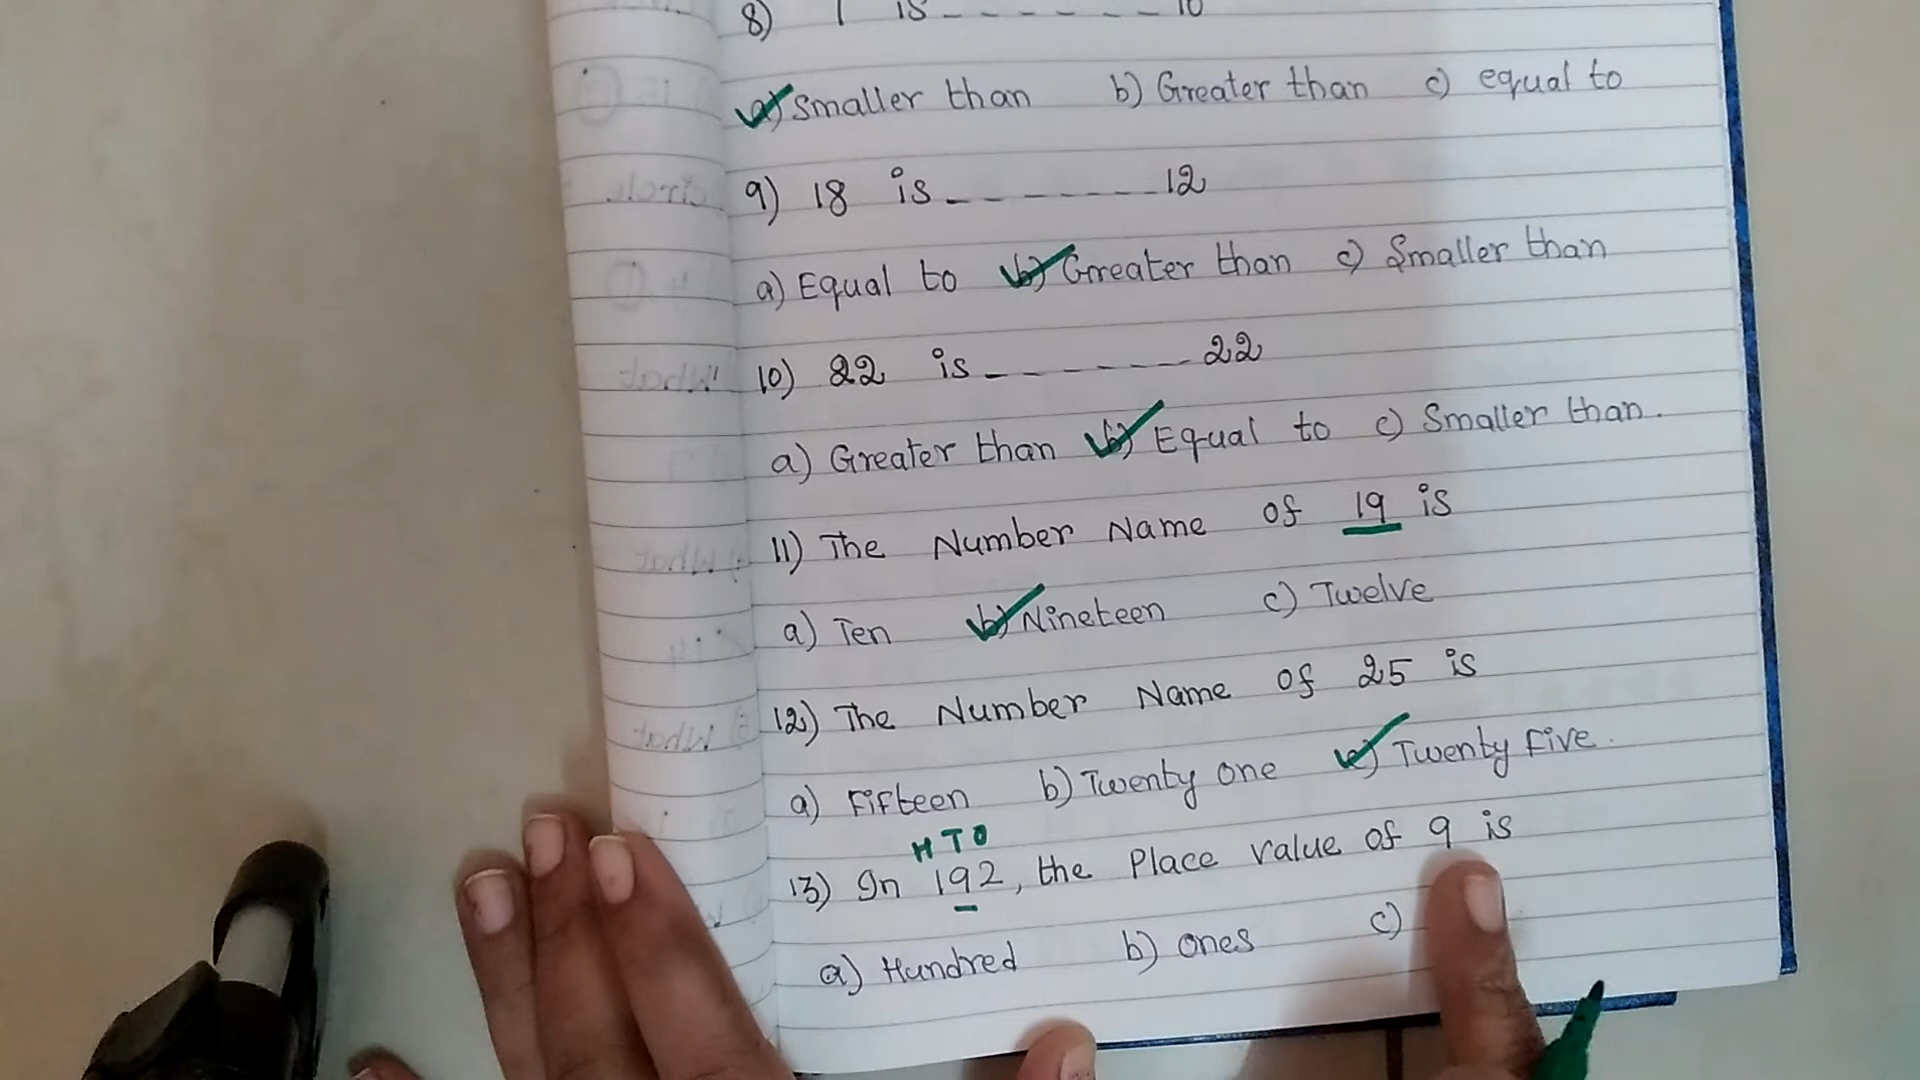 8) 1 is ------ 10
a) Smaller than b) Greater than c) equal to
9) 18 is ------- 12
a) Equal to b) Greater than c) Smaller than
10) 22 is ------ 22
a) Greater than b) Equal to c) Smaller than.
11) The Number Name of 19 is
a) Ten b) Nineteen c) Twelve
12) The Number Name of 25 is
a) Fifteen b) Twenty one c) Twenty five.
H T O
13) In 192, the Place value of 9 is
a) Hundred b) ones c)